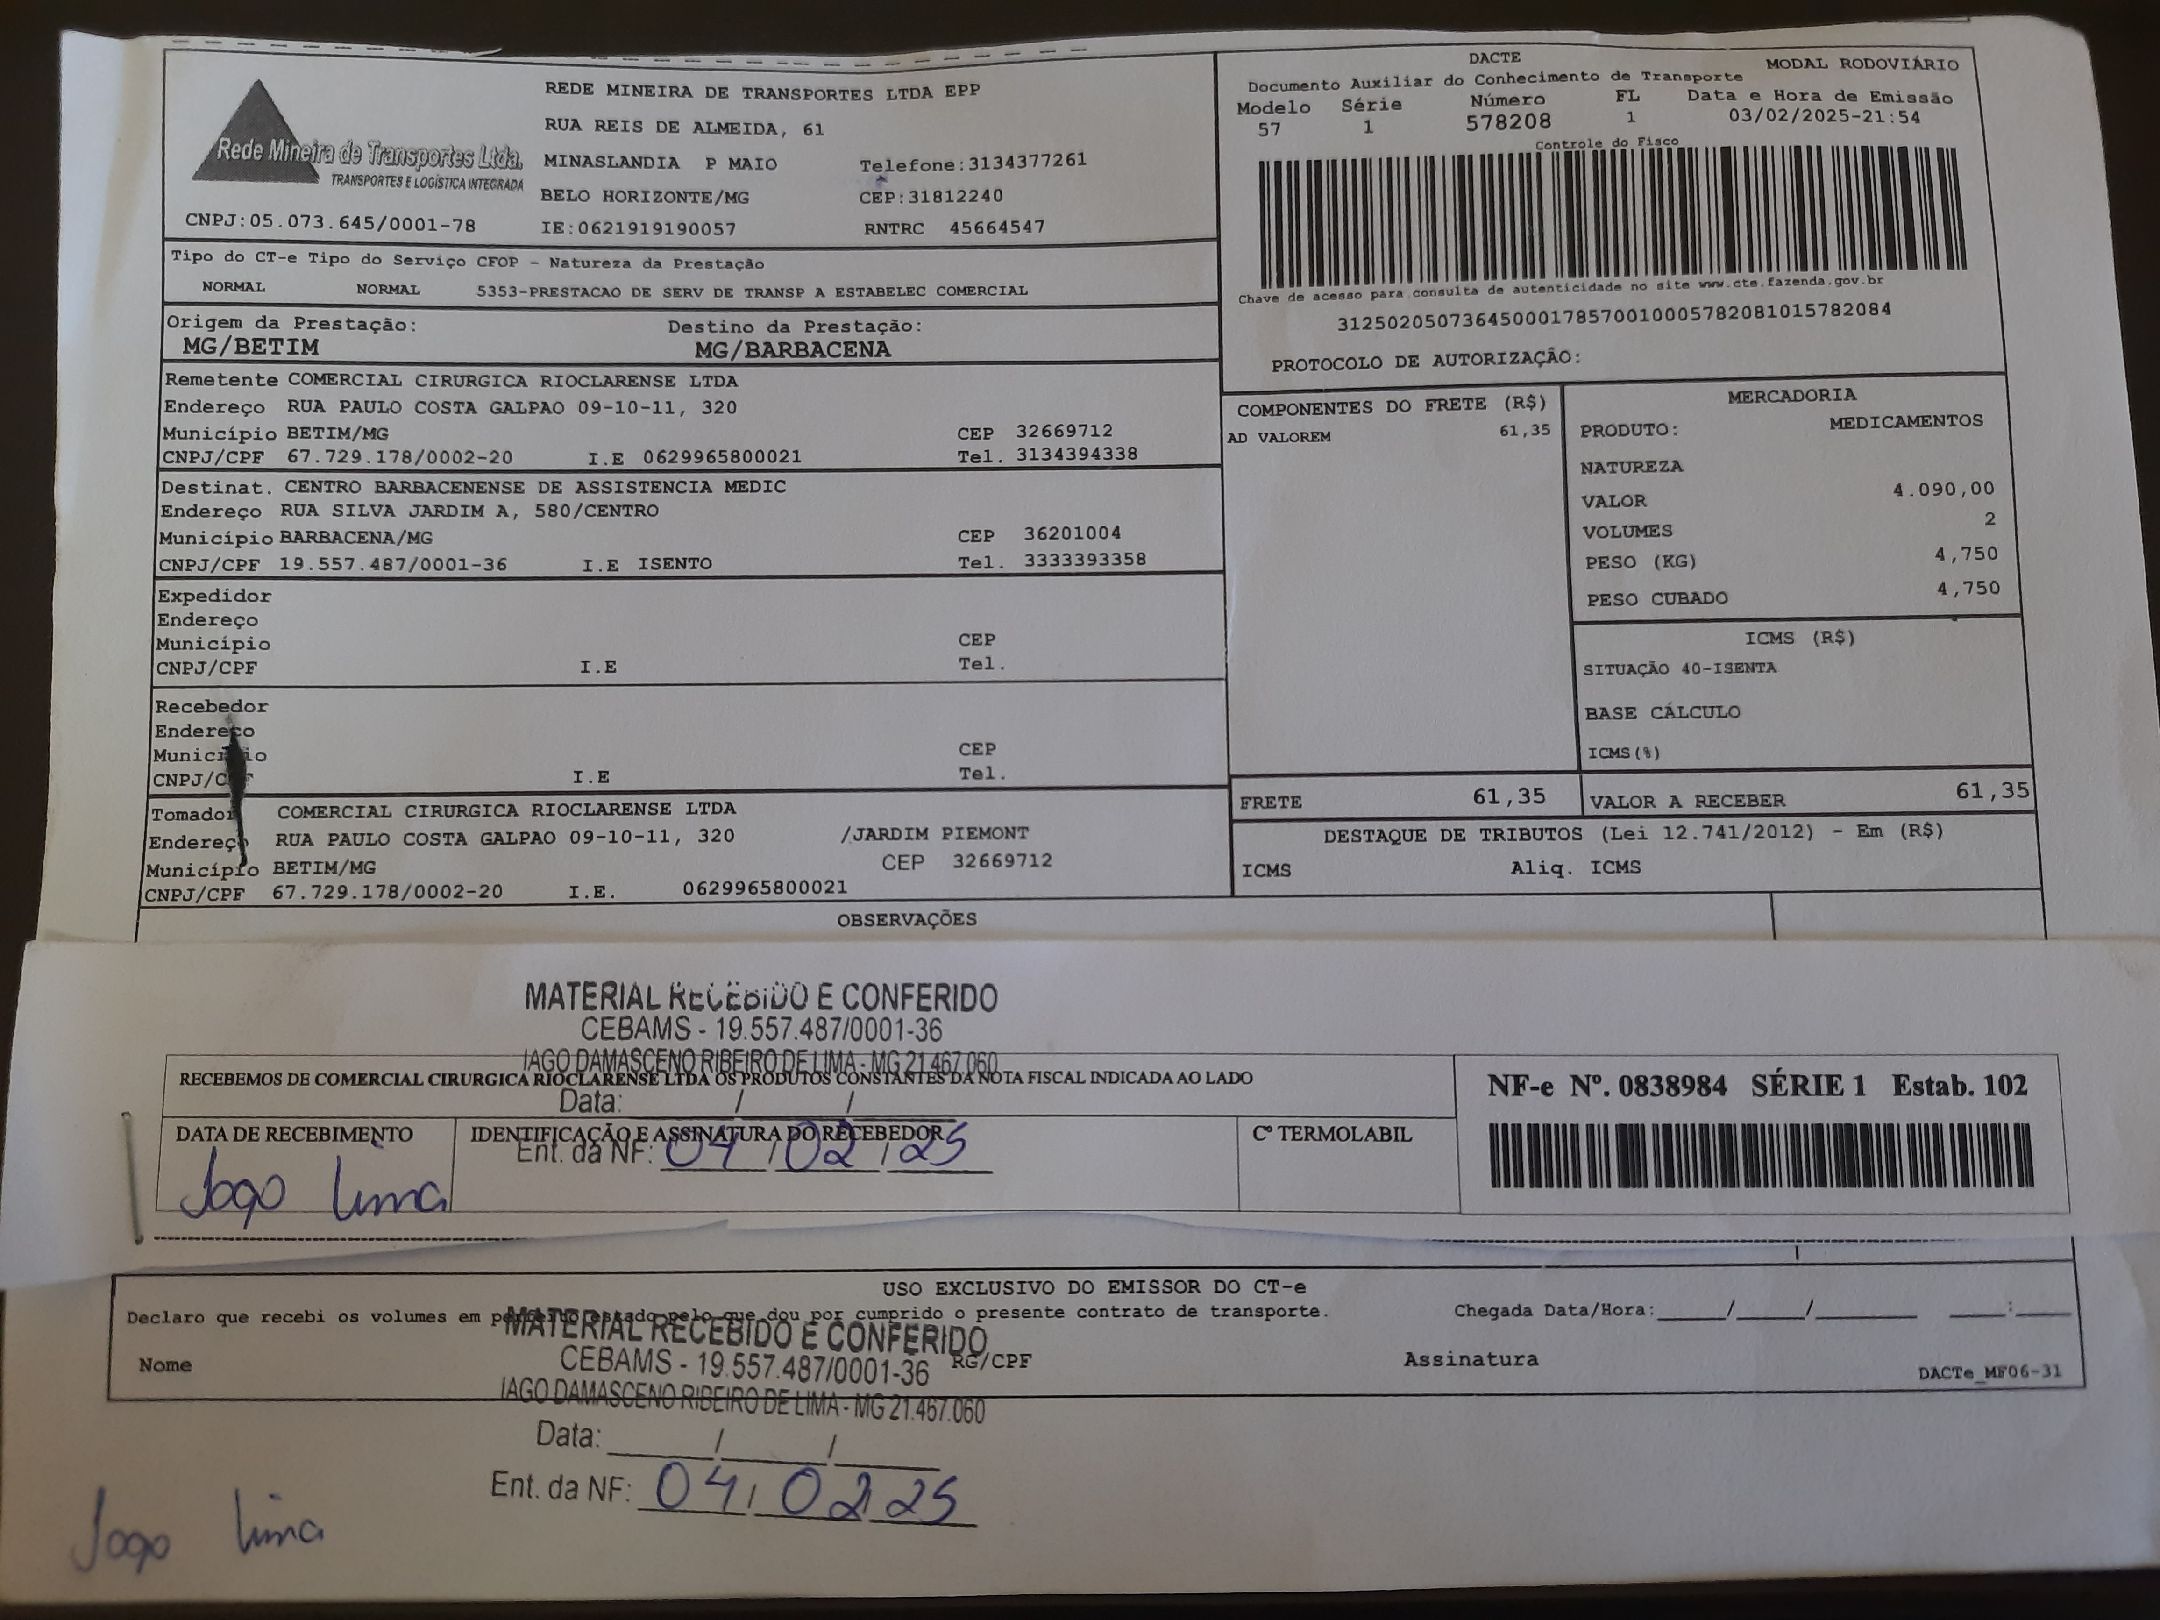 Rede Mineira de Transportes Ltda.
TRANSPORTES E LOGÍSTICA INTEGRADA
CNPJ:05.073.645/0001-78
REDE MINEIRA DE TRANSPORTES LTDA EPP
RUA REIS DE ALMEIDA, 61
MINASLANDIA P MAIO Telefone:3134377261
BELO HORIZONTE/MG CEP:31812240
IE:0621919190057 RNTRC 45664547
DACTE MODAL RODOVIÁRIO
Documento Auxiliar do Conhecimento de Transporte
Modelo Série Número FL Data e Hora de Emissão
57 1 578208 1 03/02/2025-21:54
Controle do Fisco
Chave de acesso para consulta de autenticidade no site www.cte.fazenda.gov.br
31250205073645000178570010005782081015782084
PROTOCOLO DE AUTORIZAÇÃO:
Tipo do CT-e Tipo do Serviço CFOP - Natureza da Prestação
NORMAL NORMAL 5353-PRESTACAO DE SERV DE TRANSP A ESTABELEC COMERCIAL
Origem da Prestação: Destino da Prestação:
MG/BETIM MG/BARBACENA
Remetente COMERCIAL CIRURGICA RIOCLARENSE LTDA
Endereço RUA PAULO COSTA GALPAO 09-10-11, 320
Município BETIM/MG CEP 32669712
CNPJ/CPF 67.729.178/0002-20 I.E 0629965800021 Tel. 3134394338
Destinat. CENTRO BARBACENENSE DE ASSISTENCIA MEDIC
Endereço RUA SILVA JARDIM A, 580/CENTRO
Município BARBACENA/MG CEP 36201004
CNPJ/CPF 19.557.487/0001-36 I.E ISENTO Tel. 3333393358
Expedidor
Endereço
Município CEP
CNPJ/CPF I.E Tel.
Recebedor
Endereço
Município CEP
CNPJ/CPF I.E Tel.
Tomador COMERCIAL CIRURGICA RIOCLARENSE LTDA
Endereço RUA PAULO COSTA GALPAO 09-10-11, 320 /JARDIM PIEMONT
Município BETIM/MG CEP 32669712
CNPJ/CPF 67.729.178/0002-20 I.E. 0629965800021
COMPONENTES DO FRETE (R$)
AD VALOREM 61,35
MERCADORIA
PRODUTO: MEDICAMENTOS
NATUREZA
VALOR 4.090,00
VOLUMES 2
PESO (KG) 4,750
PESO CUBADO 4,750
ICMS (R$)
SITUAÇÃO 40-ISENTA
BASE CÁLCULO
ICMS(%)
FRETE 61,35 VALOR A RECEBER 61,35
DESTAQUE DE TRIBUTOS (Lei 12.741/2012) - Em (R$)
ICMS Aliq. ICMS
OBSERVAÇÕES
MATERIAL RECEBIDO E CONFERIDO
CEBAMS - 19.557.487/0001-36
IAGO DAMASCENO RIBEIRO DE LIMA - MG 21.467.060
RECEBEMOS DE COMERCIAL CIRURGICA RIOCLARENSE LTDA OS PRODUTOS CONSTANTES DA NOTA FISCAL INDICADA AO LADO
Data: / /
DATA DE RECEBIMENTO IDENTIFICAÇÃO E ASSINATURA DO RECEBEDOR Cº TERMOLABIL
Ent. da NF: 04/02/25
Iago Lima
NF-e Nº. 0838984 SÉRIE 1 Estab. 102
USO EXCLUSIVO DO EMISSOR DO CT-e
Declaro que recebi os volumes em perfeito estado pelo que dou por cumprido o presente contrato de transporte. Chegada Data/Hora: / / :
MATERIAL RECEBIDO E CONFERIDO
Nome RG/CPF Assinatura
CEBAMS - 19.557.487/0001-36
DACTe_MF06-31
IAGO DAMASCENO RIBEIRO DE LIMA - MG 21.467.060
Data: / /
Ent. da NF: 04/02/25
Iago Lima